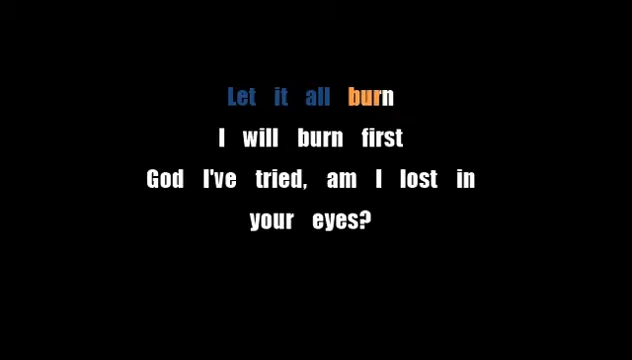 Let it all burn
I will burn first
God I've tried, am I lost in
your eyes?